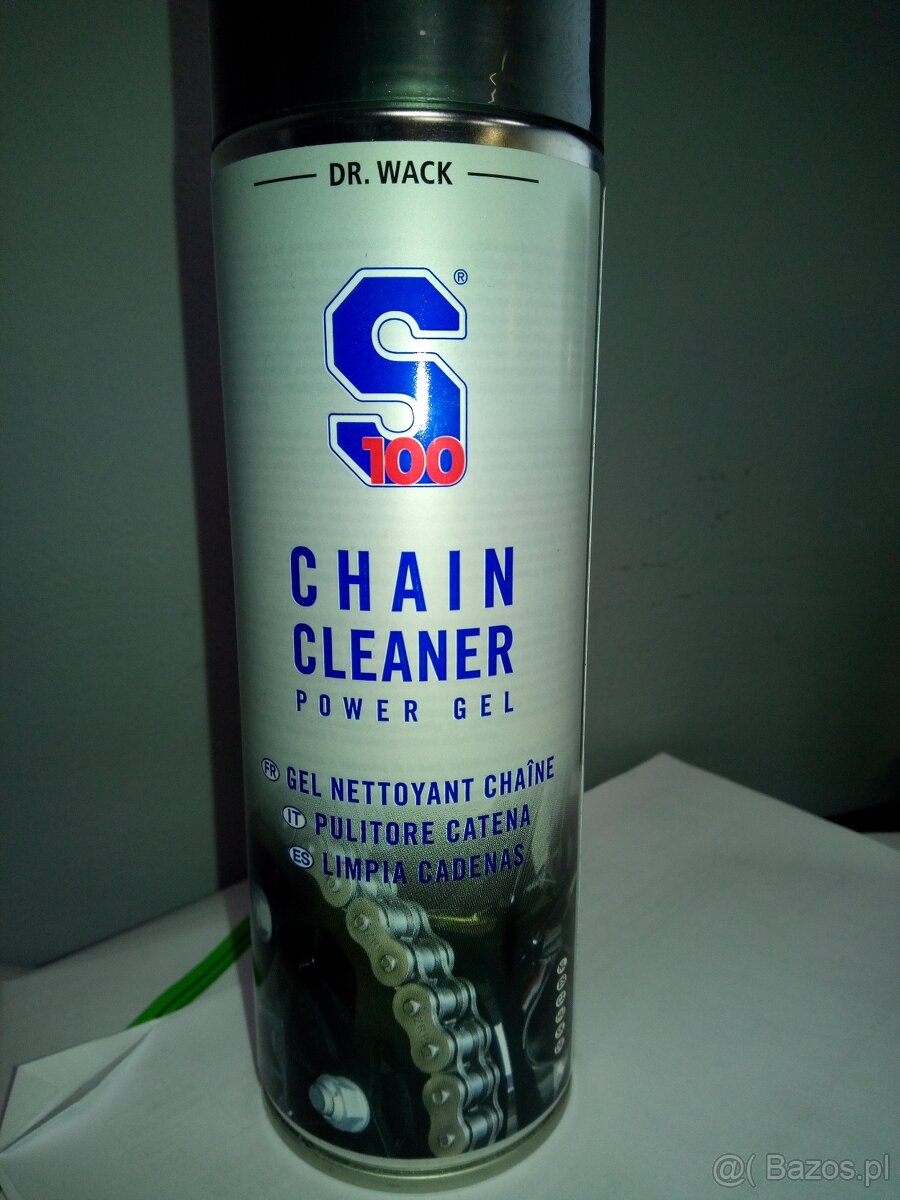 DR. WACK
S®
100
CHAIN
CLEANER
POWER GEL
FR GEL NETTOYANT CHAÎNE
IT PULITORE CATENA
ES LIMPIA CADENAS
@( Bazos.pl